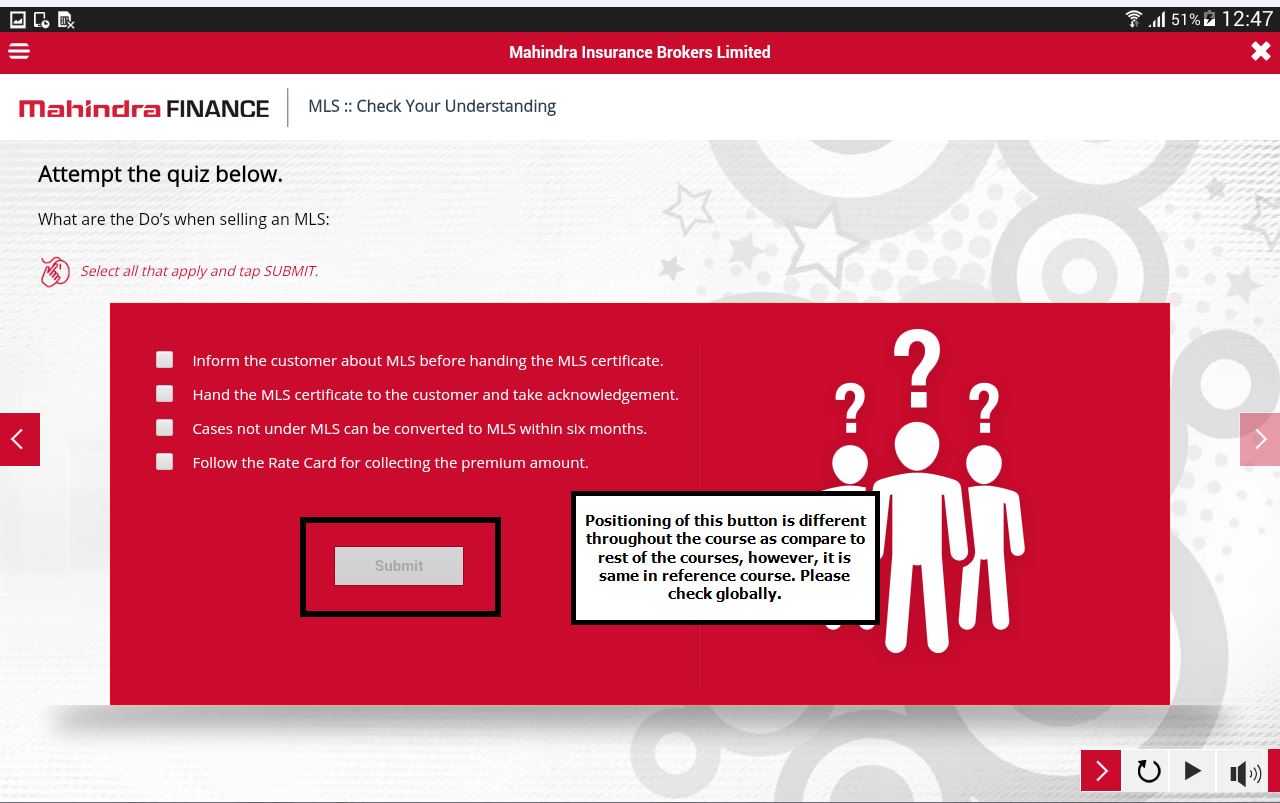 51% 12:47
Mahindra Insurance Brokers Limited
Mahindra FINANCE
MLS :: Check Your Understanding
Attempt the quiz below.
What are the Do’s when selling an MLS:
Select all that apply and tap SUBMIT.
Inform the customer about MLS before handing the MLS certificate.
Hand the MLS certificate to the customer and take acknowledgement.
Cases not under MLS can be converted to MLS within six months.
Follow the Rate Card for collecting the premium amount.
? ? ?
Submit
Positioning of this button is different
throughout the course as compare to
rest of the courses, however, it is
same in reference course. Please
check globally.